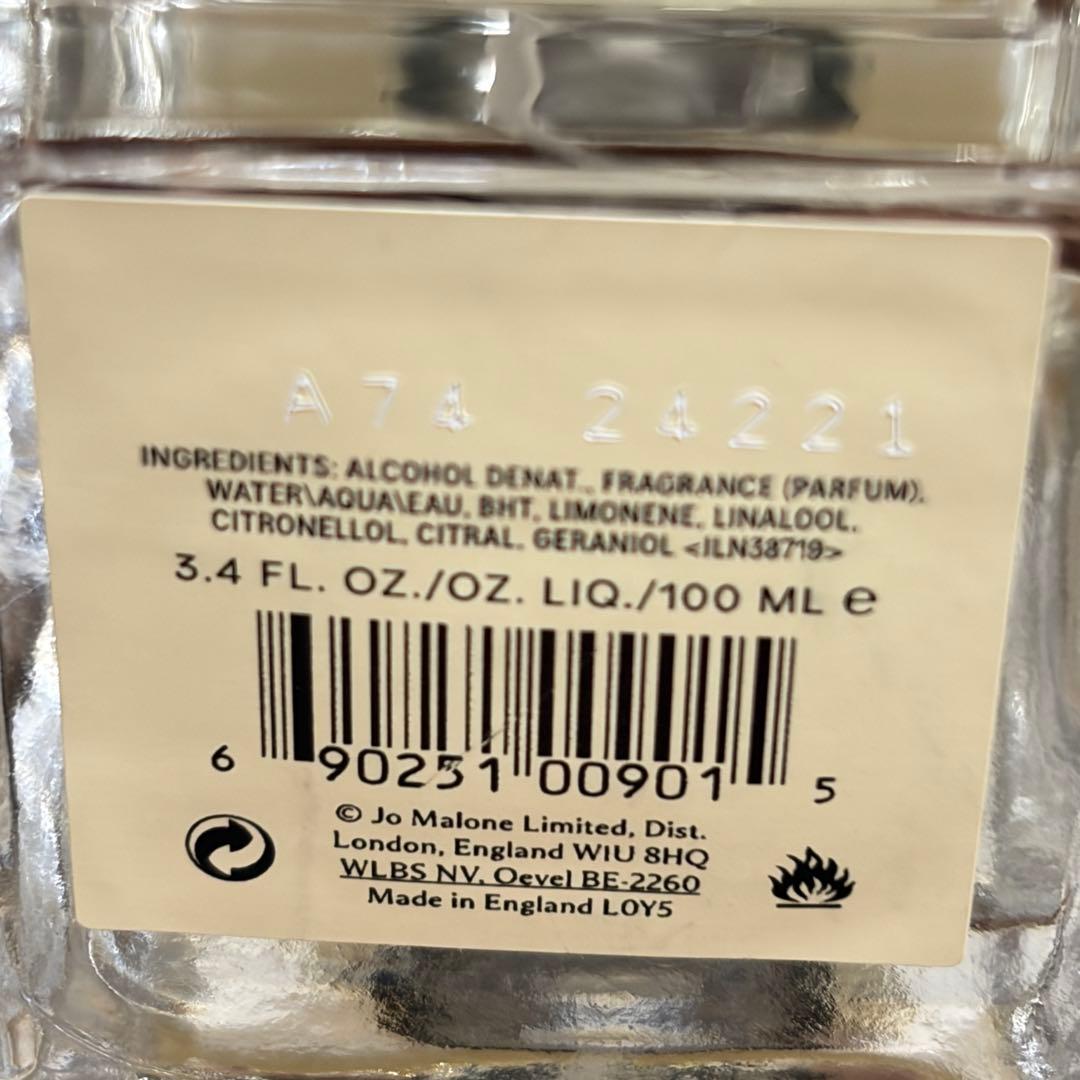 A74 24221
INGREDIENTS: ALCOHOL DENAT., FRAGRANCE (PARFUM),
WATER\AQUA\EAU, BHT, LIMONENE, LINALOOL,
CITRONELLOL, CITRAL, GERANIOL <ILN38719>
3.4 FL. OZ./OZ. LIQ./100 ML e
6 90251 00901 5
© Jo Malone Limited, Dist.
London, England W1U 8HQ
WLBS NV, Oevel BE-2260
Made in England L0Y5